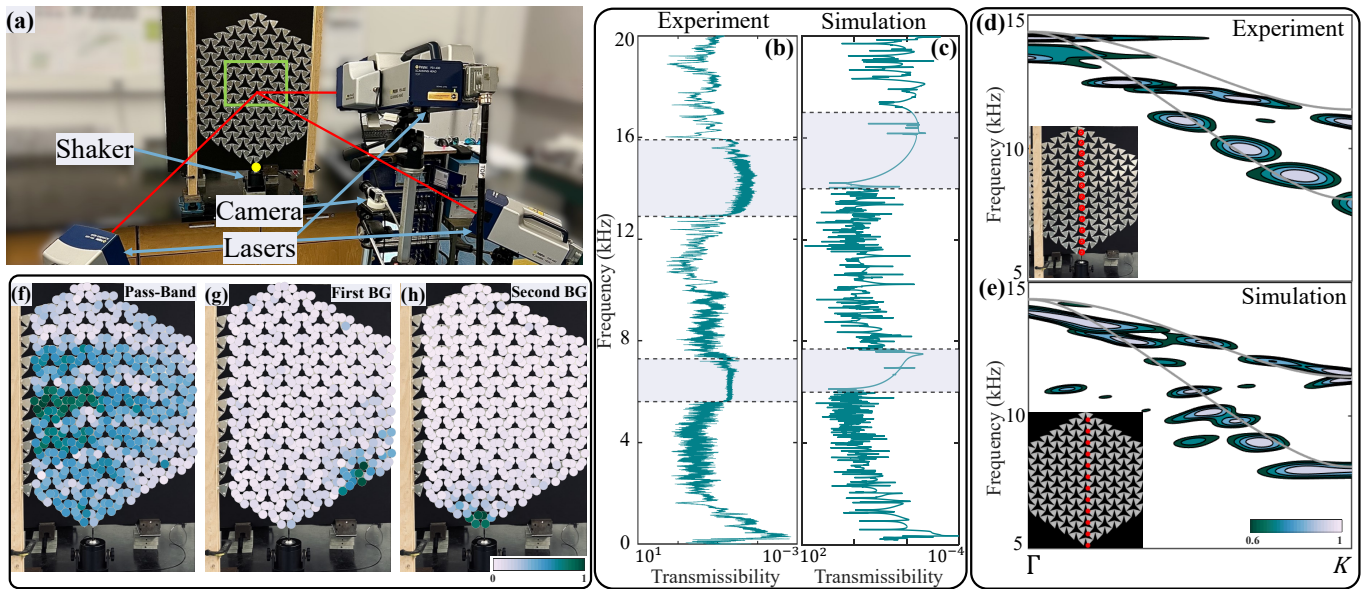 (a)
Shaker
Camera
Lasers
Experiment
Simulation
(b)
(c)
20
16
12
8
4
0
Frequency (kHz)
10¹
10⁻³
10²
10⁻⁴
Transmissibility
Transmissibility
(d)
Experiment
15
10
5
Frequency (kHz)
(e)
Simulation
15
10
5
Frequency (kHz)
0.6
1
Γ
K
(f)
Pass-Band
(g)
First BG
(h)
Second BG
0
1